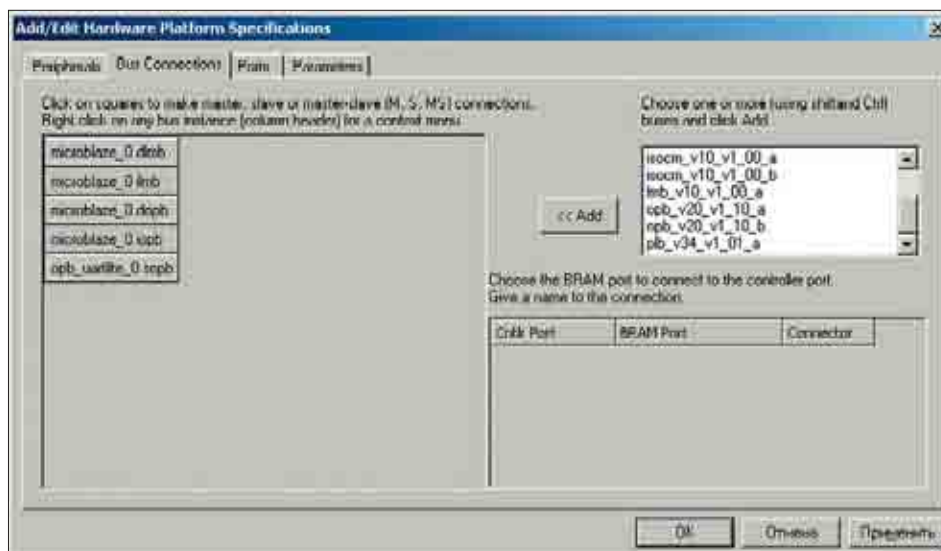 Add/Edit Hardware Platform Specifications
Peripherals Bus Connections Ports Parameters
Click on squares to make master, slave or master-slave (M, S, MS) connections.
Right click on any bus instance (column header) for a context menu
microblaze_0 dlmb
microblaze_0 ilmb
microblaze_0 dopb
microblaze_0 iopb
opb_uartlite_0 sopb
Choose one or more (using shift and Ctrl)
buses and click Add
isocm_v10_v1_00_a
isocm_v10_v1_00_b
lmb_v10_v1_00_a
opb_v20_v1_10_a
opb_v20_v1_10_b
plb_v34_v1_01_a
<< Add
Choose the BRAM port to connect to the controller port.
Give a name to the connection.
Cntlr Port BRAM Port Connector
OK Отмена Применить